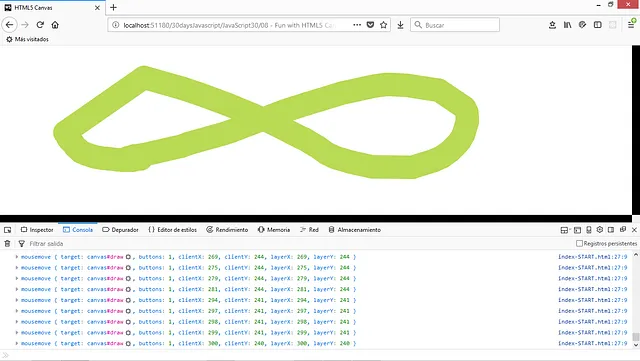 HTML5 Canvas
localhost:51180/30daysJavascript/JavaScript30/08 - Fun with HTML5 Can
Buscar
Más visitados
Inspector Consola Depurador Editor de estilos Rendimiento Memoria Red Almacenamiento
Filtrar salida Registros persistentes
mousemove { target: canvas#draw, buttons: 1, clientX: 269, clientY: 244, layerX: 269, layerY: 244 } index-START.html:27:9
mousemove { target: canvas#draw, buttons: 1, clientX: 275, clientY: 244, layerX: 275, layerY: 244 } index-START.html:27:9
mousemove { target: canvas#draw, buttons: 1, clientX: 279, clientY: 244, layerX: 279, layerY: 244 } index-START.html:27:9
mousemove { target: canvas#draw, buttons: 1, clientX: 281, clientY: 244, layerX: 281, layerY: 244 } index-START.html:27:9
mousemove { target: canvas#draw, buttons: 1, clientX: 294, clientY: 241, layerX: 294, layerY: 241 } index-START.html:27:9
mousemove { target: canvas#draw, buttons: 1, clientX: 297, clientY: 241, layerX: 297, layerY: 241 } index-START.html:27:9
mousemove { target: canvas#draw, buttons: 1, clientX: 298, clientY: 241, layerX: 298, layerY: 241 } index-START.html:27:9
mousemove { target: canvas#draw, buttons: 1, clientX: 299, clientY: 241, layerX: 299, layerY: 241 } index-START.html:27:9
mousemove { target: canvas#draw, buttons: 1, clientX: 300, clientY: 240, layerX: 300, layerY: 240 } index-START.html:27:9